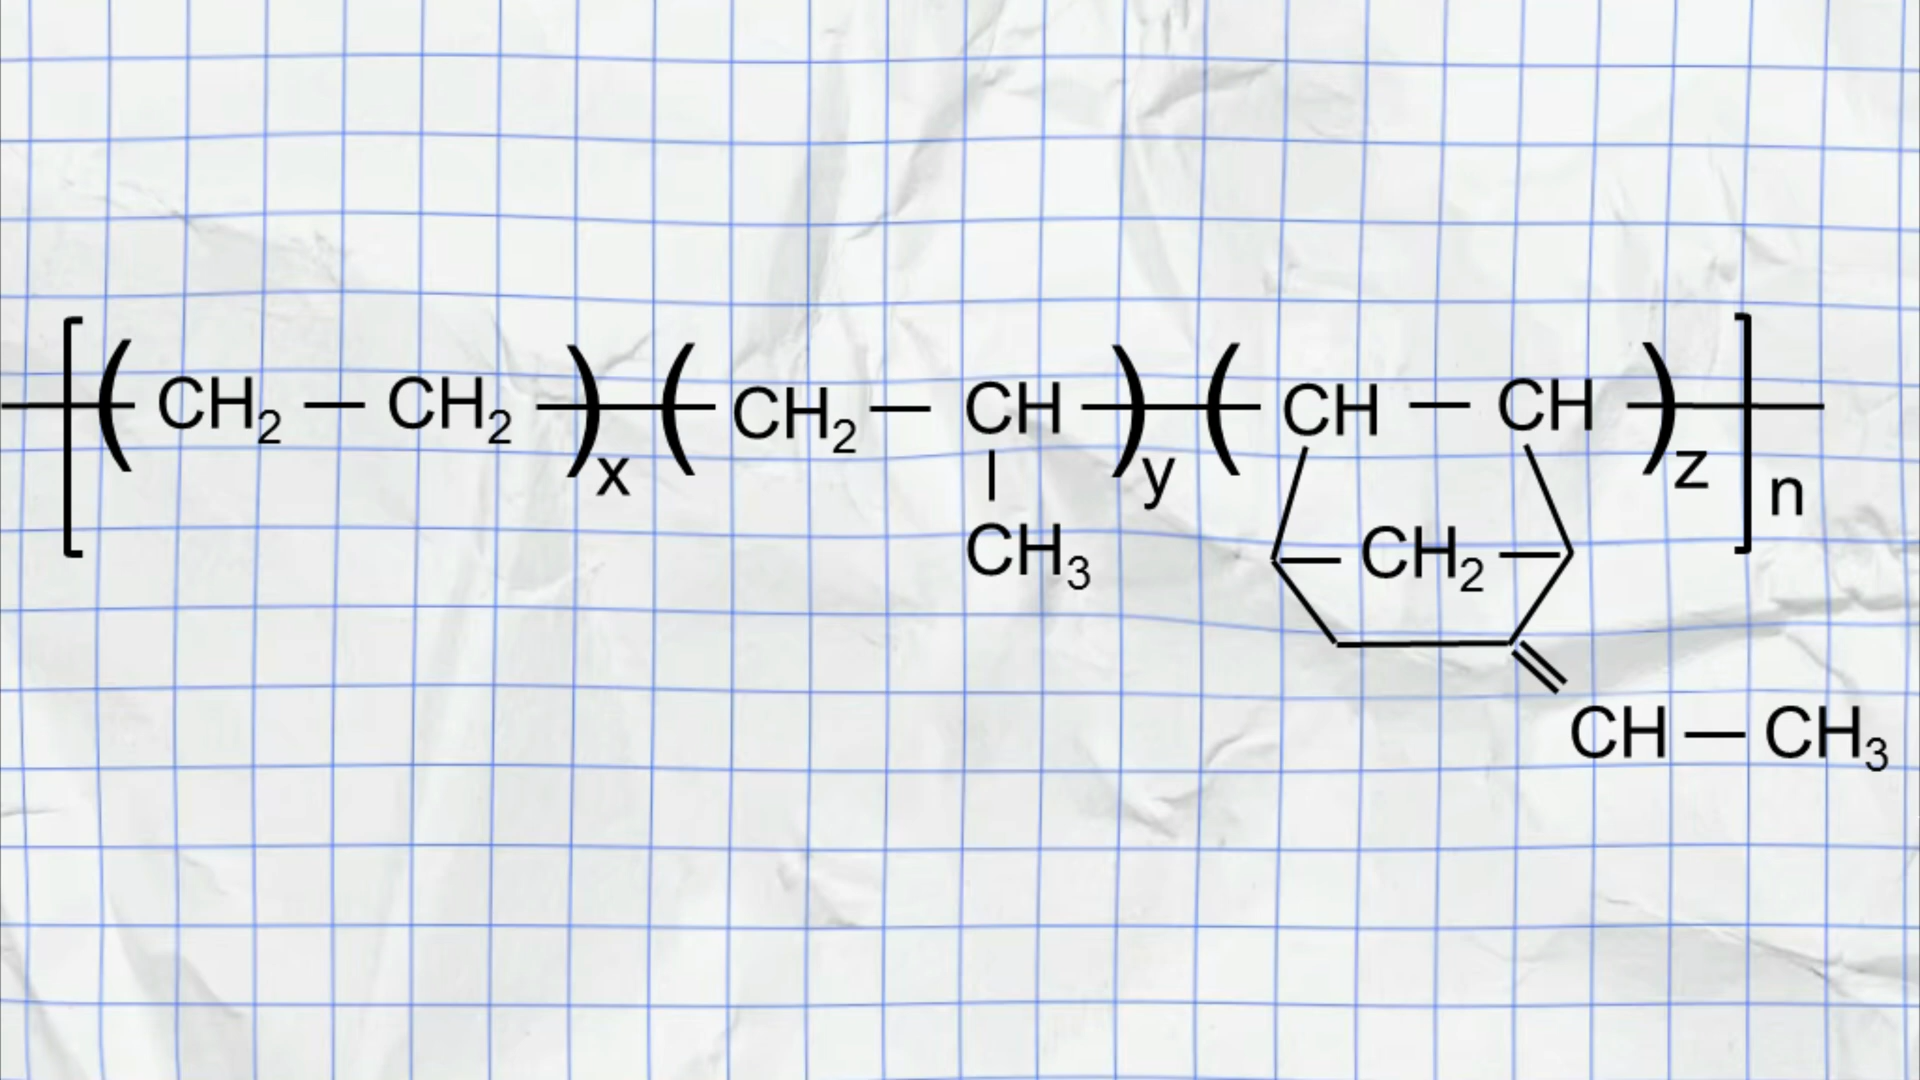 [ ( CH₂ — CH₂ )x ( CH₂ — CH )y ( CH — CH )z ]n
CH₃
— CH₂ —
CH — CH₃